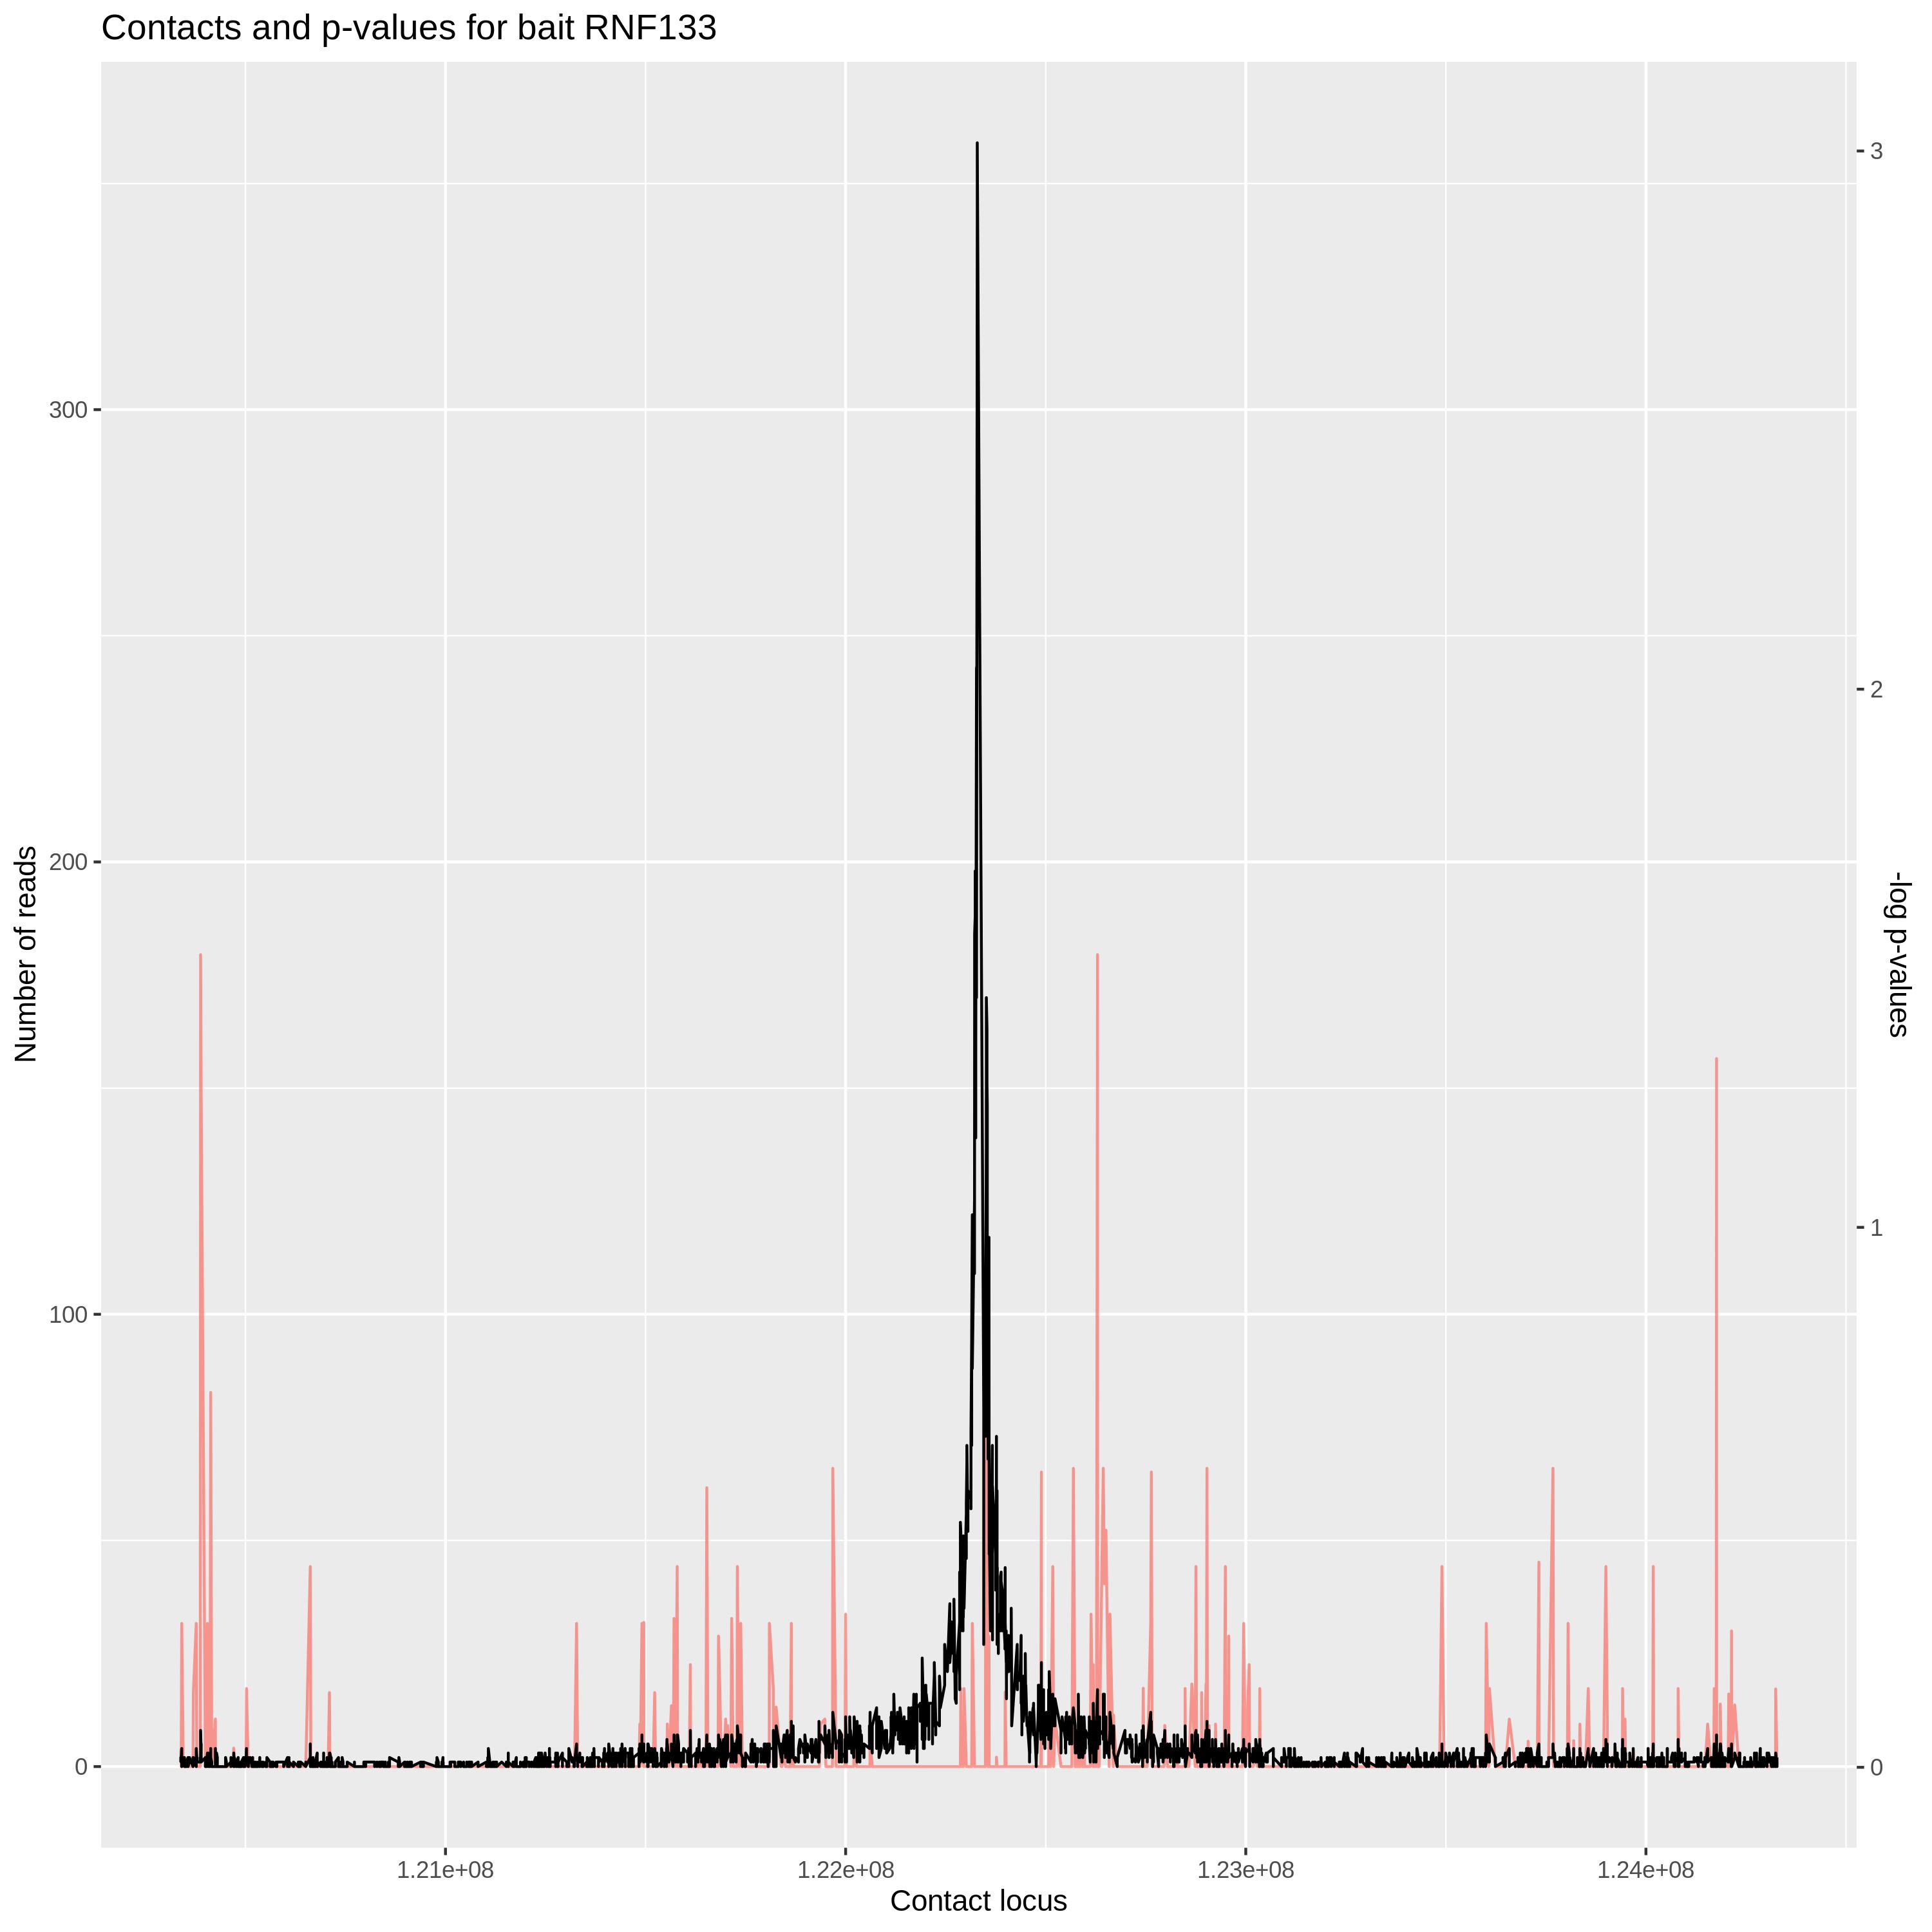 Contacts and p-values for bait RNF133
Number of reads
300
200
100
0
3
2
1
0
-log p-values
1.21e+08
1.22e+08
1.23e+08
1.24e+08
Contact locus